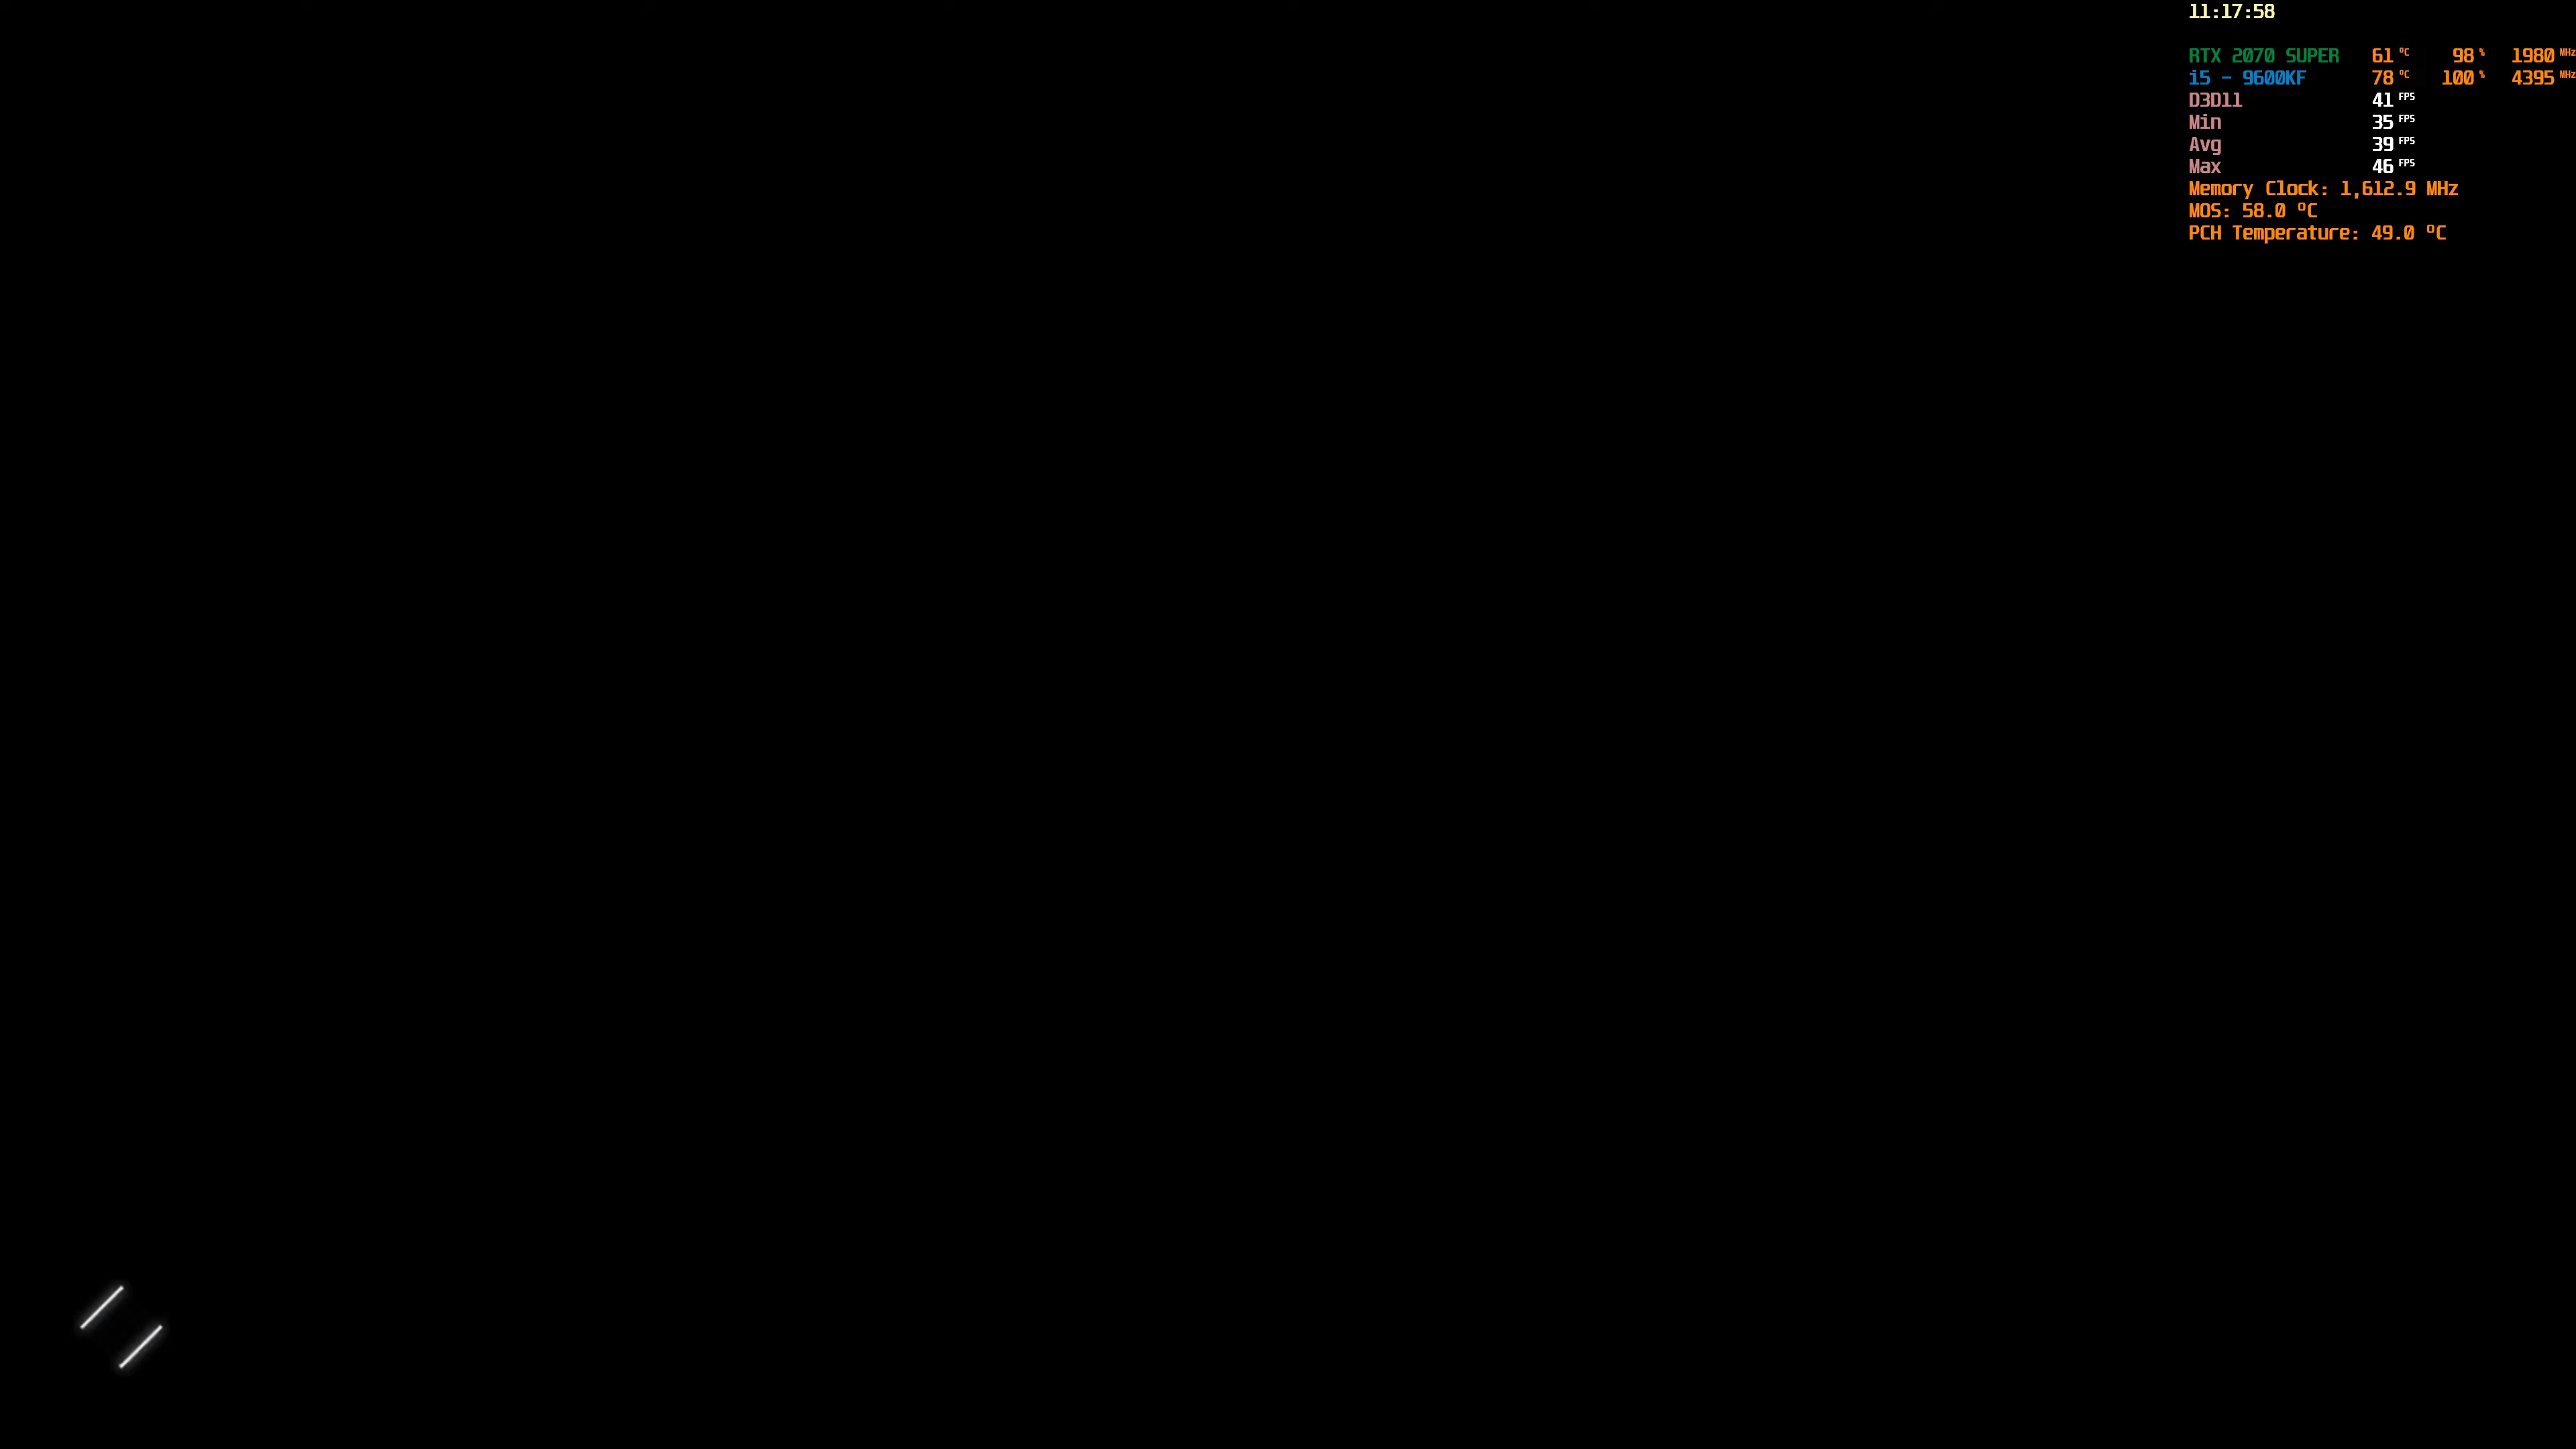 11:17:58
RTX 2070 SUPER 61 °C 98 % 1980 MHz
i5 - 9600KF 78 °C 100 % 4395 MHz
D3D11 41 FPS
Min 35 FPS
Avg 39 FPS
Max 46 FPS
Memory Clock: 1,612.9 MHz
MOS: 58.0 °C
PCH Temperature: 49.0 °C